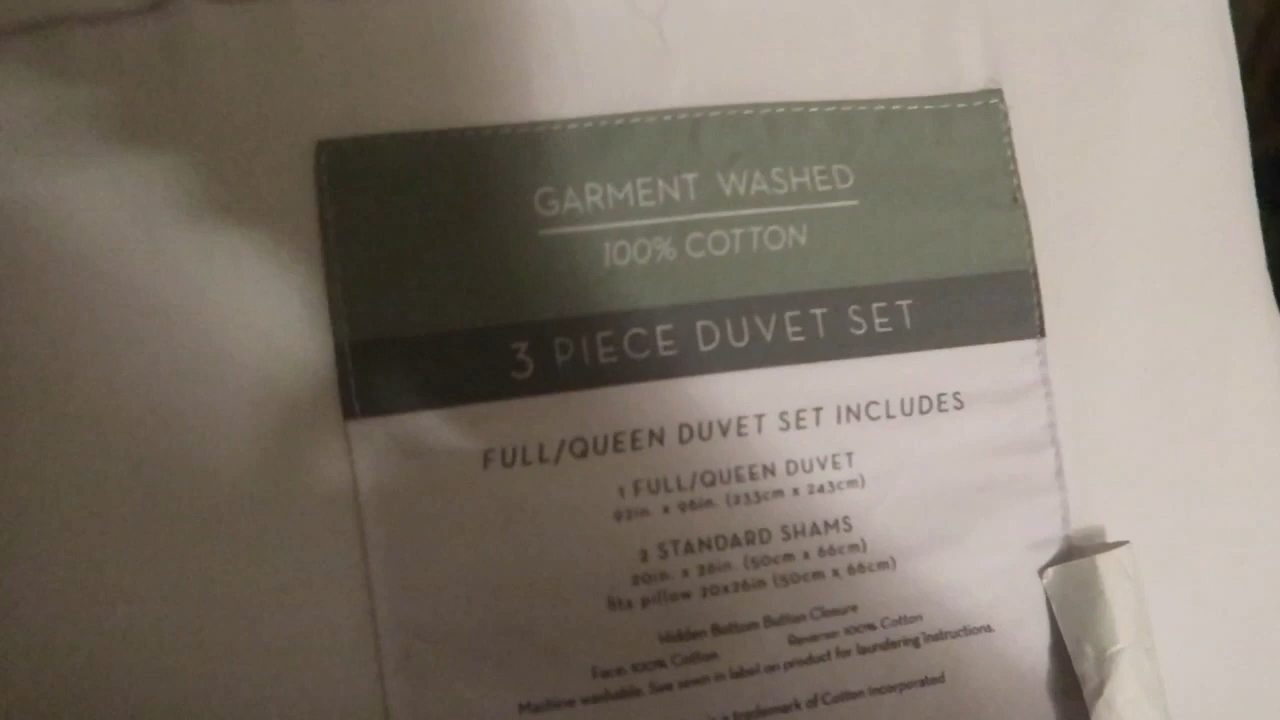 GARMENT WASHED
100% COTTON
3 PIECE DUVET SET
FULL/QUEEN DUVET SET INCLUDES
1 FULL/QUEEN DUVET
92in. x 96in. (233cm x 243cm)
2 STANDARD SHAMS
20in. x 26in. (50cm x 66cm)
fits pillow 20x26in (50cm x 66cm)
Hidden Bottom Button Closure
Face: 100% Cotton Reverse: 100% Cotton
Machine washable. See sewn in label on product for laundering instructions.
trademark of Cotton Incorporated